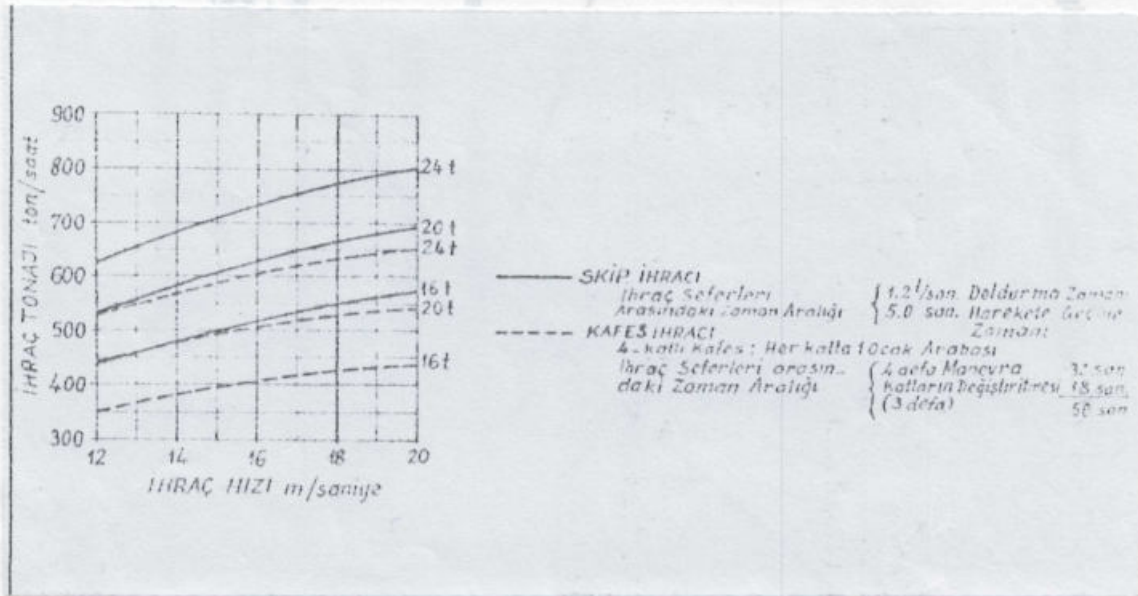 900
800
700
600
500
400
300
İHRAÇ TONAJI ton/saat
24 t
20 t
24 t
16 t
20 t
16 t
12 14 16 18 20
İHRAÇ HIZI m/saniye
SKİP İHRACI
İhraç Seferleri
Arasındaki Zaman Aralığı
1.2 t/san. Doldurma Zamanı
5.0 san. Harekete Geçme
Zamanı
KAFES İHRACI
4-katlı Kafes : Her katta 1 Ocak Arabası
İhraç Seferleri arasın-
daki Zaman Aralığı
4 defa Manevra 32 san
Katların Değiştirilmesi 18 san.
(3 defa)
50 san